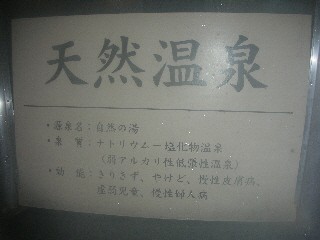 天然温泉
・源泉名：自然の湯
・泉質：ナトリウム－塩化物温泉
（弱アルカリ性低張性温泉）
・効能：きりきず、やけど、慢性皮膚病、
虚弱児童、慢性婦人病